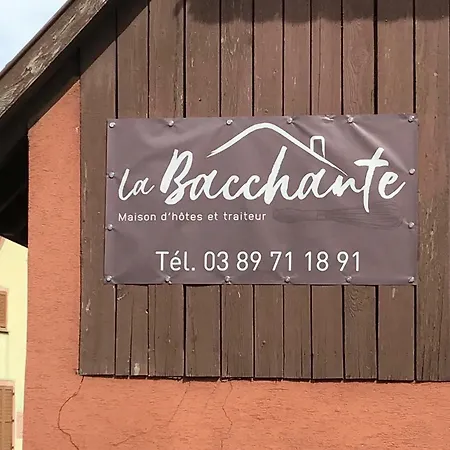 la Bacchante
Maison d'hôtes et traiteur
Tél. 03 89 71 18 91